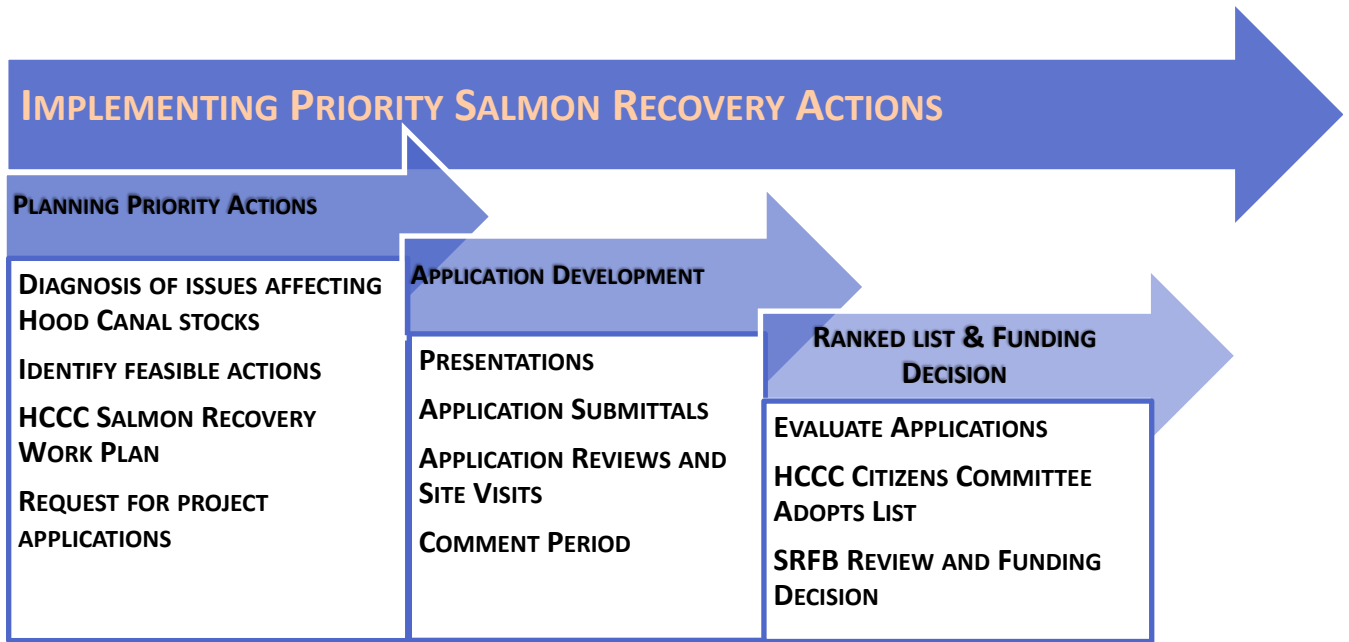 Implementing Priority Salmon Recovery Actions
Planning Priority Actions
Diagnosis of issues affecting
Hood Canal stocks
Identify feasible actions
HCCC Salmon Recovery
Work Plan
Request for project
applications
Application Development
Presentations
Application Submittals
Application Reviews and
Site Visits
Comment Period
Ranked list & Funding
Decision
Evaluate Applications
HCCC Citizens Committee
Adopts List
SRFB Review and Funding
Decision